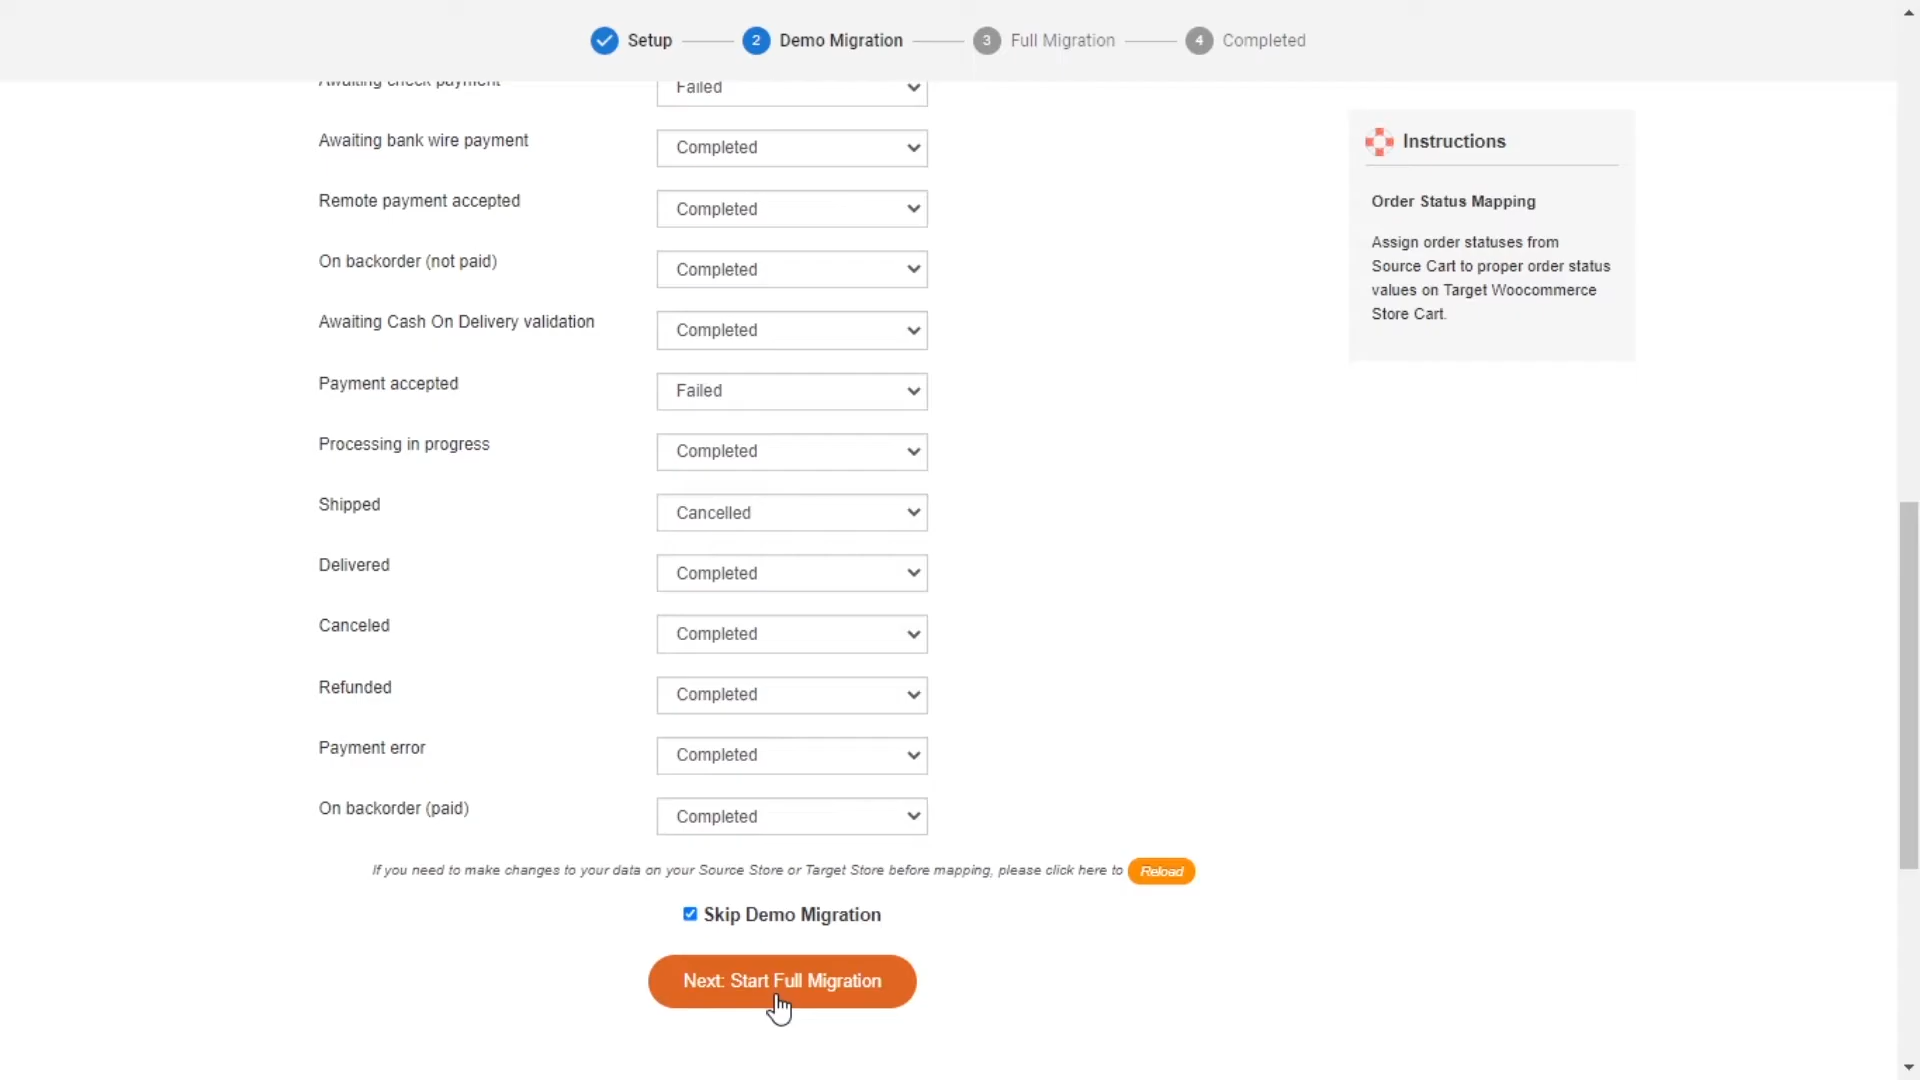 Setup
2 Demo Migration
3 Full Migration
4 Completed
Awaiting check payment
Failed
Awaiting bank wire payment
Completed
Remote payment accepted
Completed
On backorder (not paid)
Completed
Awaiting Cash On Delivery validation
Completed
Payment accepted
Failed
Processing in progress
Completed
Shipped
Cancelled
Delivered
Completed
Canceled
Completed
Refunded
Completed
Payment error
Completed
On backorder (paid)
Completed
If you need to make changes to your data on your Source Store or Target Store before mapping, please click here to Reload
Skip Demo Migration
Next: Start Full Migration
Instructions
Order Status Mapping
Assign order statuses from
Source Cart to proper order status
values on Target Woocommerce
Store Cart.